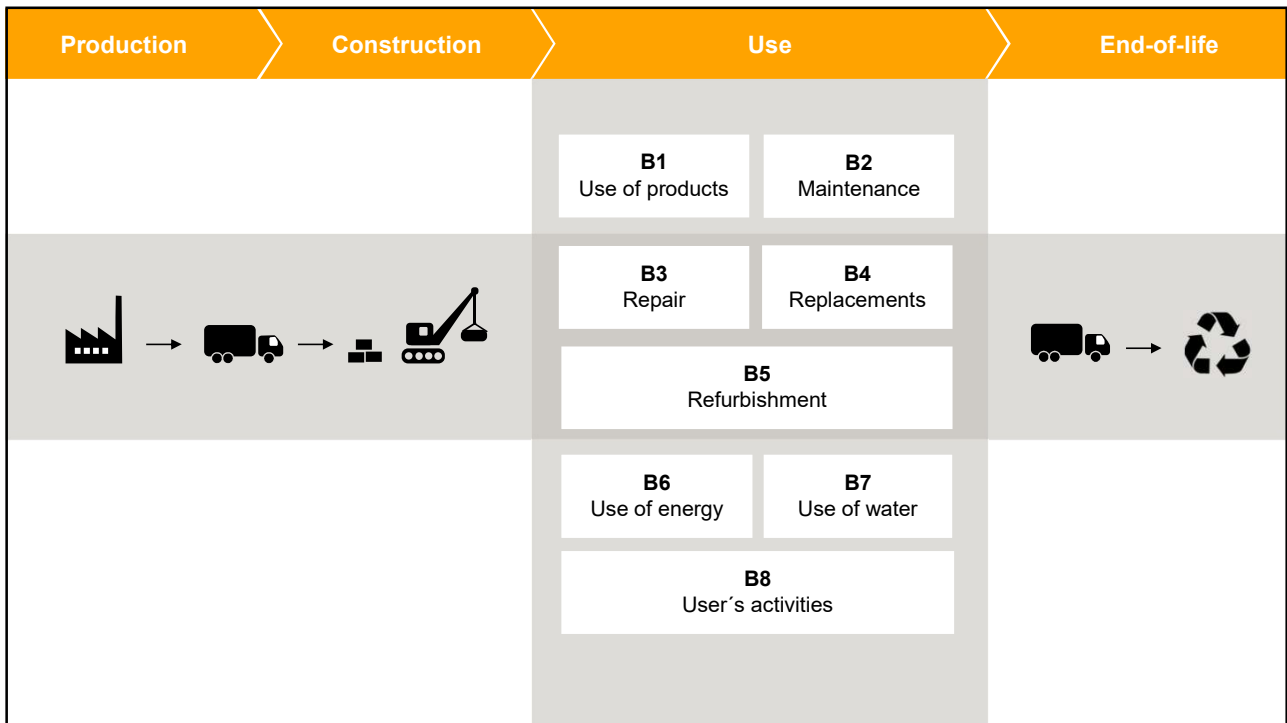 Production
Construction
Use
End-of-life
B1
Use of products
B2
Maintenance
B3
Repair
B4
Replacements
B5
Refurbishment
B6
Use of energy
B7
Use of water
B8
User´s activities